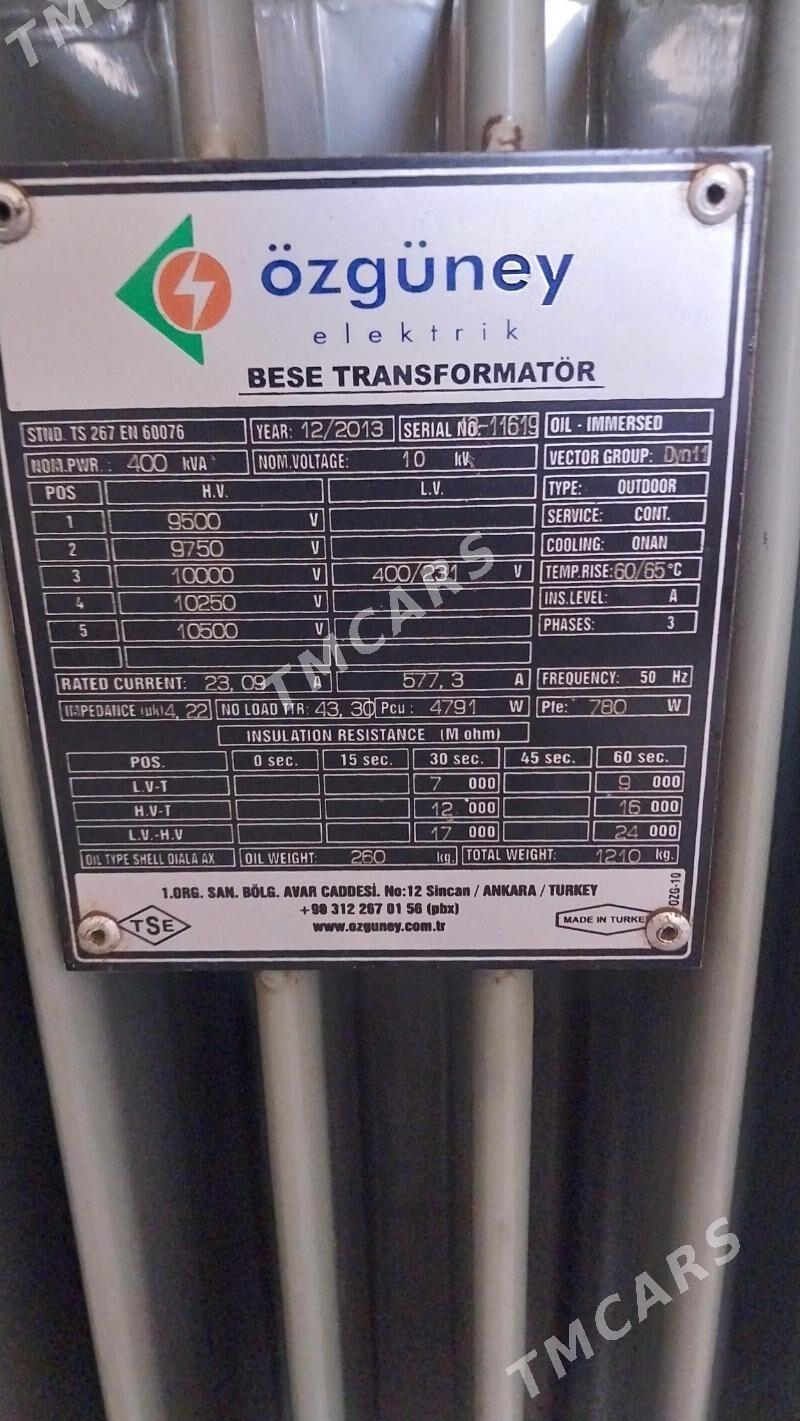 TMCARS
özgüney
elektrik
BESE TRANSFORMATÖR
STND. TS 267 EN 60076 YEAR: 12/2013 SERIAL NO: -11619 OIL - IMMERSED
NOM.PWR.: 400 kVA NOM.VOLTAGE: 10 kV VECTOR GROUP: Dyn11
POS H.V. L.V. TYPE: OUTDOOR
1 9500 V SERVICE: CONT.
2 9750 V COOLING: ONAN
3 10000 V 400/231 V TEMP.RISE: 60/65 °C
4 10250 V INS.LEVEL: A
5 10500 V PHASES: 3
RATED CURRENT: 23,09 A 577,3 A FREQUENCY: 50 Hz
IMPEDANCE (uk) 4,22 NO LOAD TTR: 43,30 Pcu: 4791 W Pfe: 780 W
INSULATION RESISTANCE (M ohm)
POS. 0 sec. 15 sec. 30 sec. 45 sec. 60 sec.
L.V-T 7 000 9 000
H.V-T 12 000 16 000
L.V.-H.V 17 000 24 000
OIL TYPE SHELL DIALA AX OIL WEIGHT: 260 kg. TOTAL WEIGHT: 1210 kg.
1.ORG. SAN. BÖLG. AVAR CADDESİ. No:12 Sincan / ANKARA / TURKEY
+90 312 267 01 56 (pbx)
www.ozguney.com.tr
TSE
MADE IN TURKEY
OZG-10
TMCARS
TMCARS